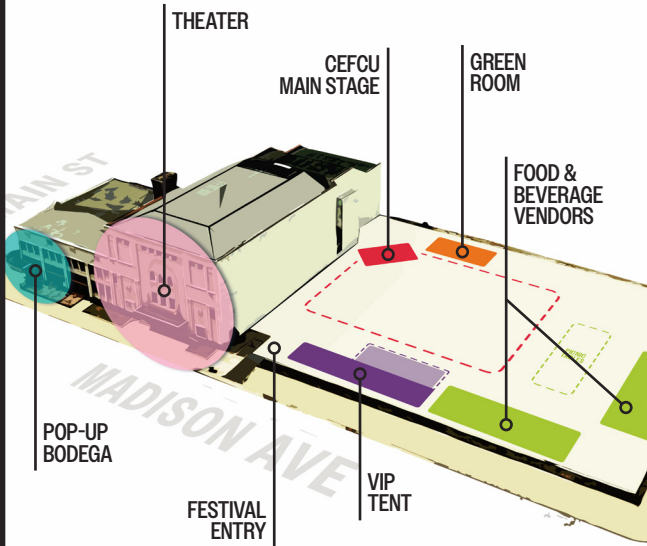 THEATER
CEFCU
MAIN STAGE
GREEN
ROOM
FOOD &
BEVERAGE
VENDORS
AIN ST
MADISON AVE
POP-UP
BODEGA
FESTIVAL
ENTRY
VIP
TENT